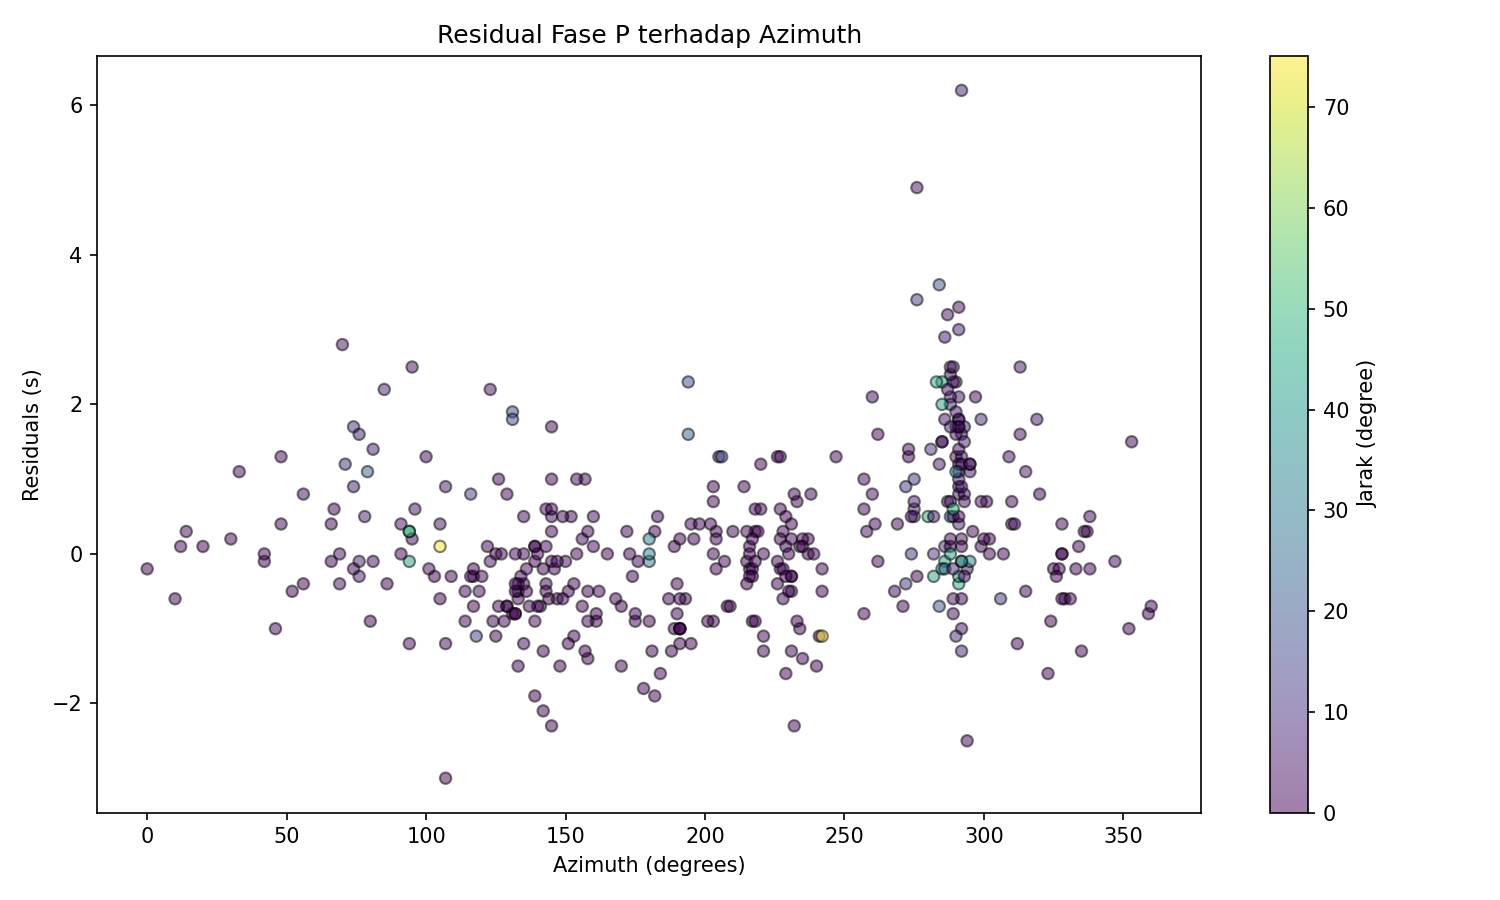 Residual Fase P terhadap Azimuth
Residuals (s)
6
4
2
0
−2
0 50 100 150 200 250 300 350
Azimuth (degrees)
70
60
50
40
30
20
10
0
Jarak (degree)